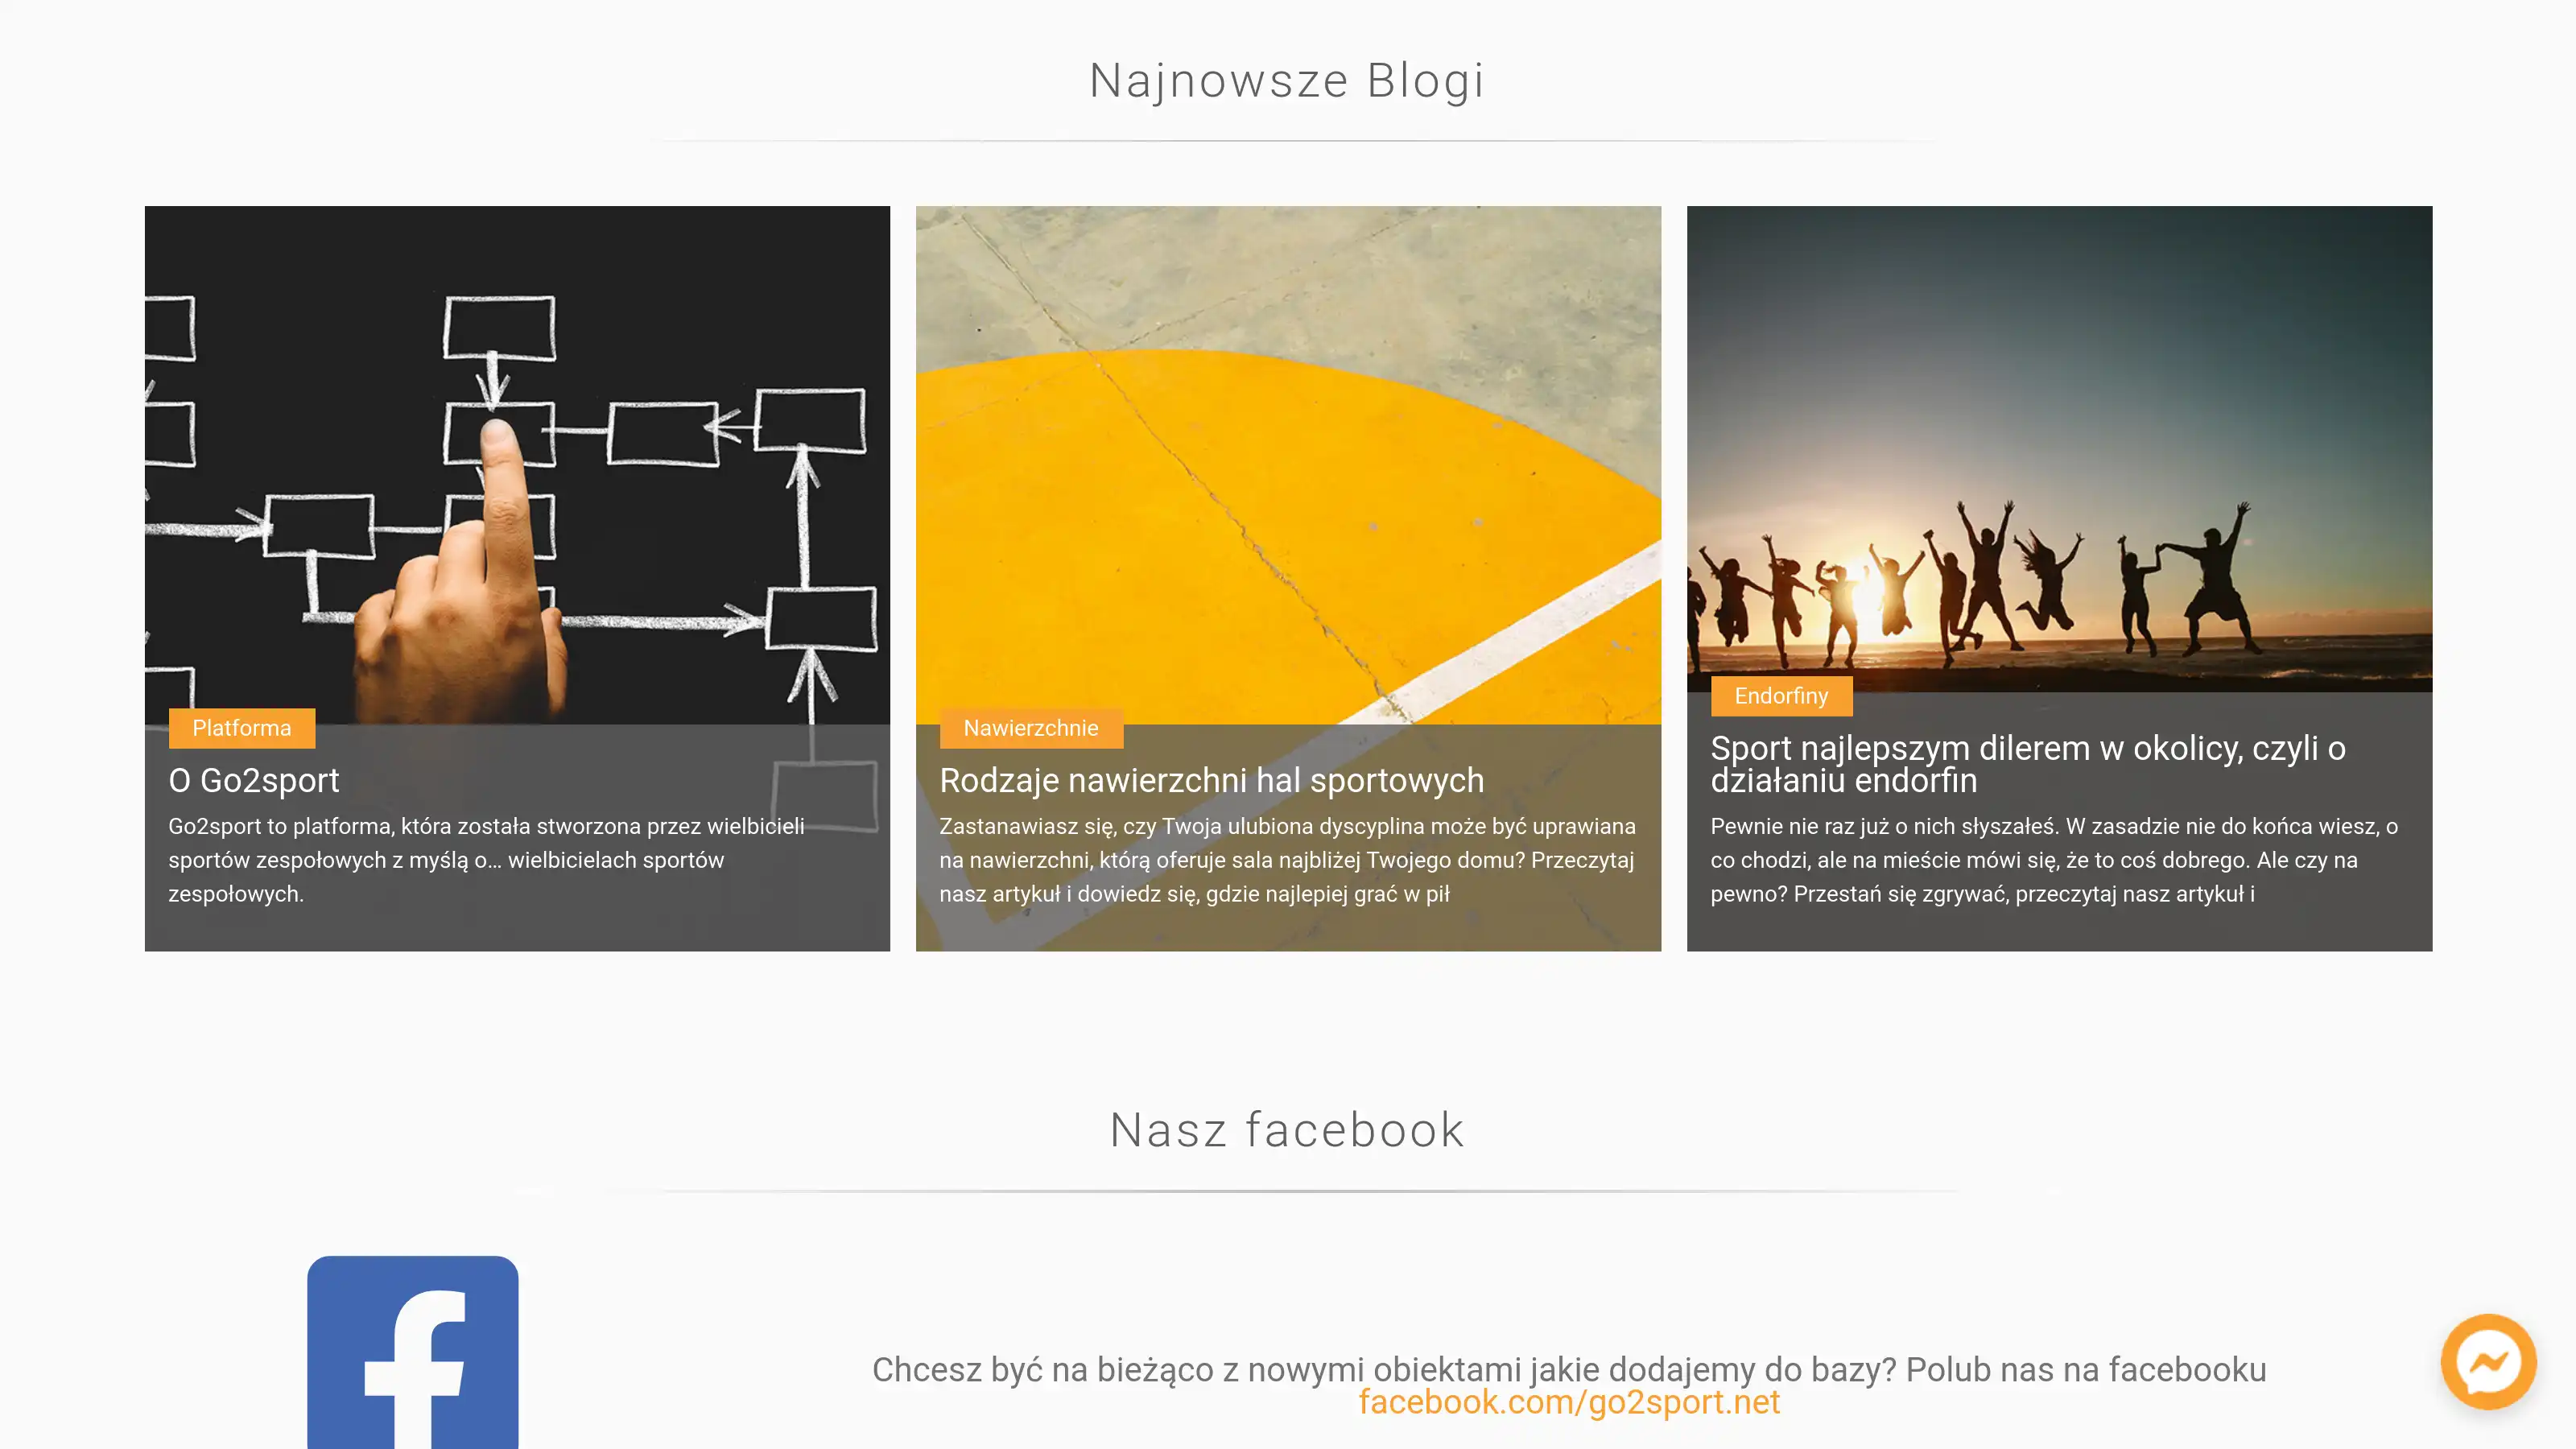 Najnowsze Blogi
Platforma
O Go2sport
Go2sport to platforma, która została stworzona przez wielbicieli
sportów zespołowych z myślą o... wielbicielach sportów
zespołowych.
Nawierzchnie
Rodzaje nawierzchni hal sportowych
Zastanawiasz się, czy Twoja ulubiona dyscyplina może być uprawiana
na nawierzchni, którą oferuje sala najbliżej Twojego domu? Przeczytaj
nasz artykuł i dowiedz się, gdzie najlepiej grać w pił
Endorfiny
Sport najlepszym dilerem w okolicy, czyli o
działaniu endorfin
Pewnie nie raz już o nich słyszałeś. W zasadzie nie do końca wiesz, o
co chodzi, ale na mieście mówi się, że to coś dobrego. Ale czy na
pewno? Przestań się zgrywać, przeczytaj nasz artykuł i
Nasz facebook
Chcesz być na bieżąco z nowymi obiektami jakie dodajemy do bazy? Polub nas na facebooku
facebook.com/go2sport.net